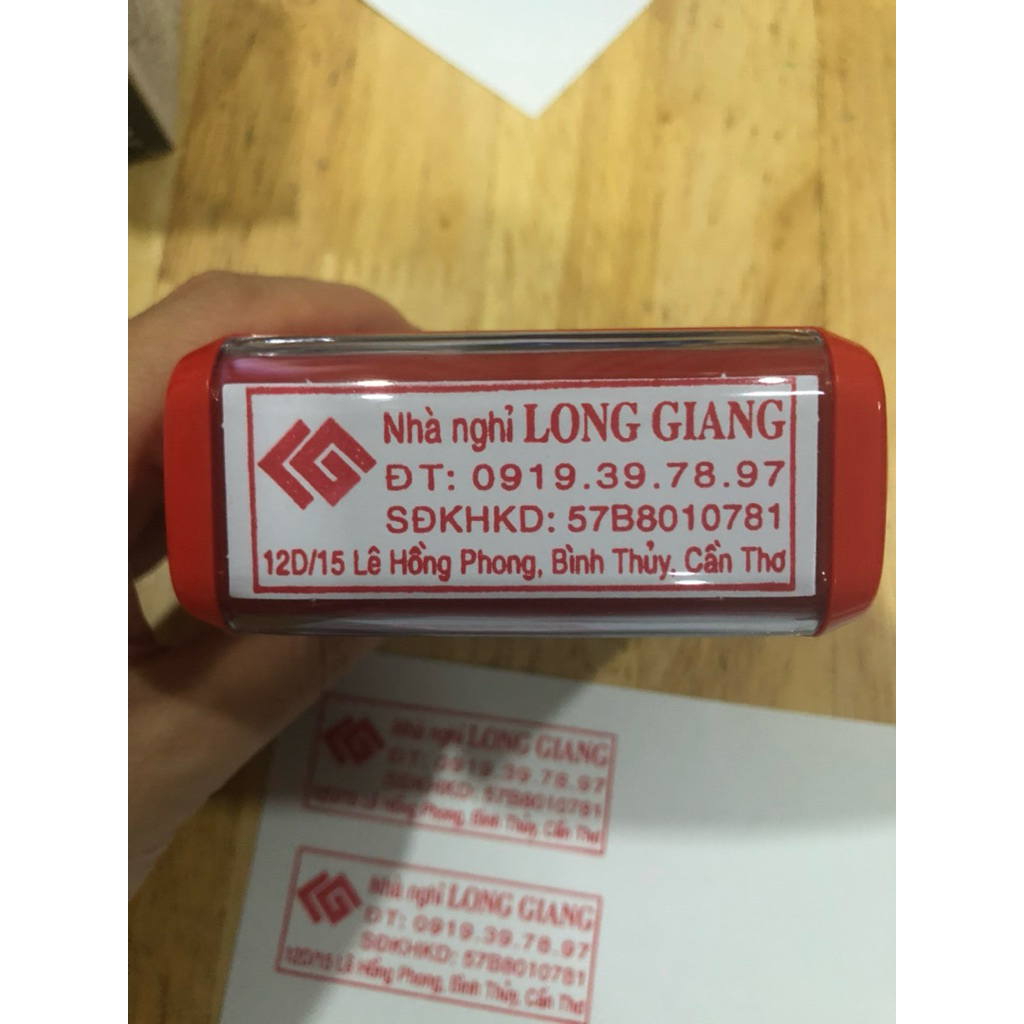 Nhà nghỉ LONG GIANG
ĐT: 0919.39.78.97
SĐKHKD: 57B8010781
12D/15 Lê Hồng Phong, Bình Thủy, Cần Thơ
Nhà nghỉ LONG GIANG
ĐT: 0919.39.78.97
SĐKHKD: 57B8010781
12D/15 Lê Hồng Phong, Bình Thủy, Cần Thơ
Nhà nghỉ LONG GIANG
ĐT: 0919.39.78.97
SĐKHKD: 57B8010781
12D/15 Lê Hồng Phong, Bình Thủy, Cần Thơ